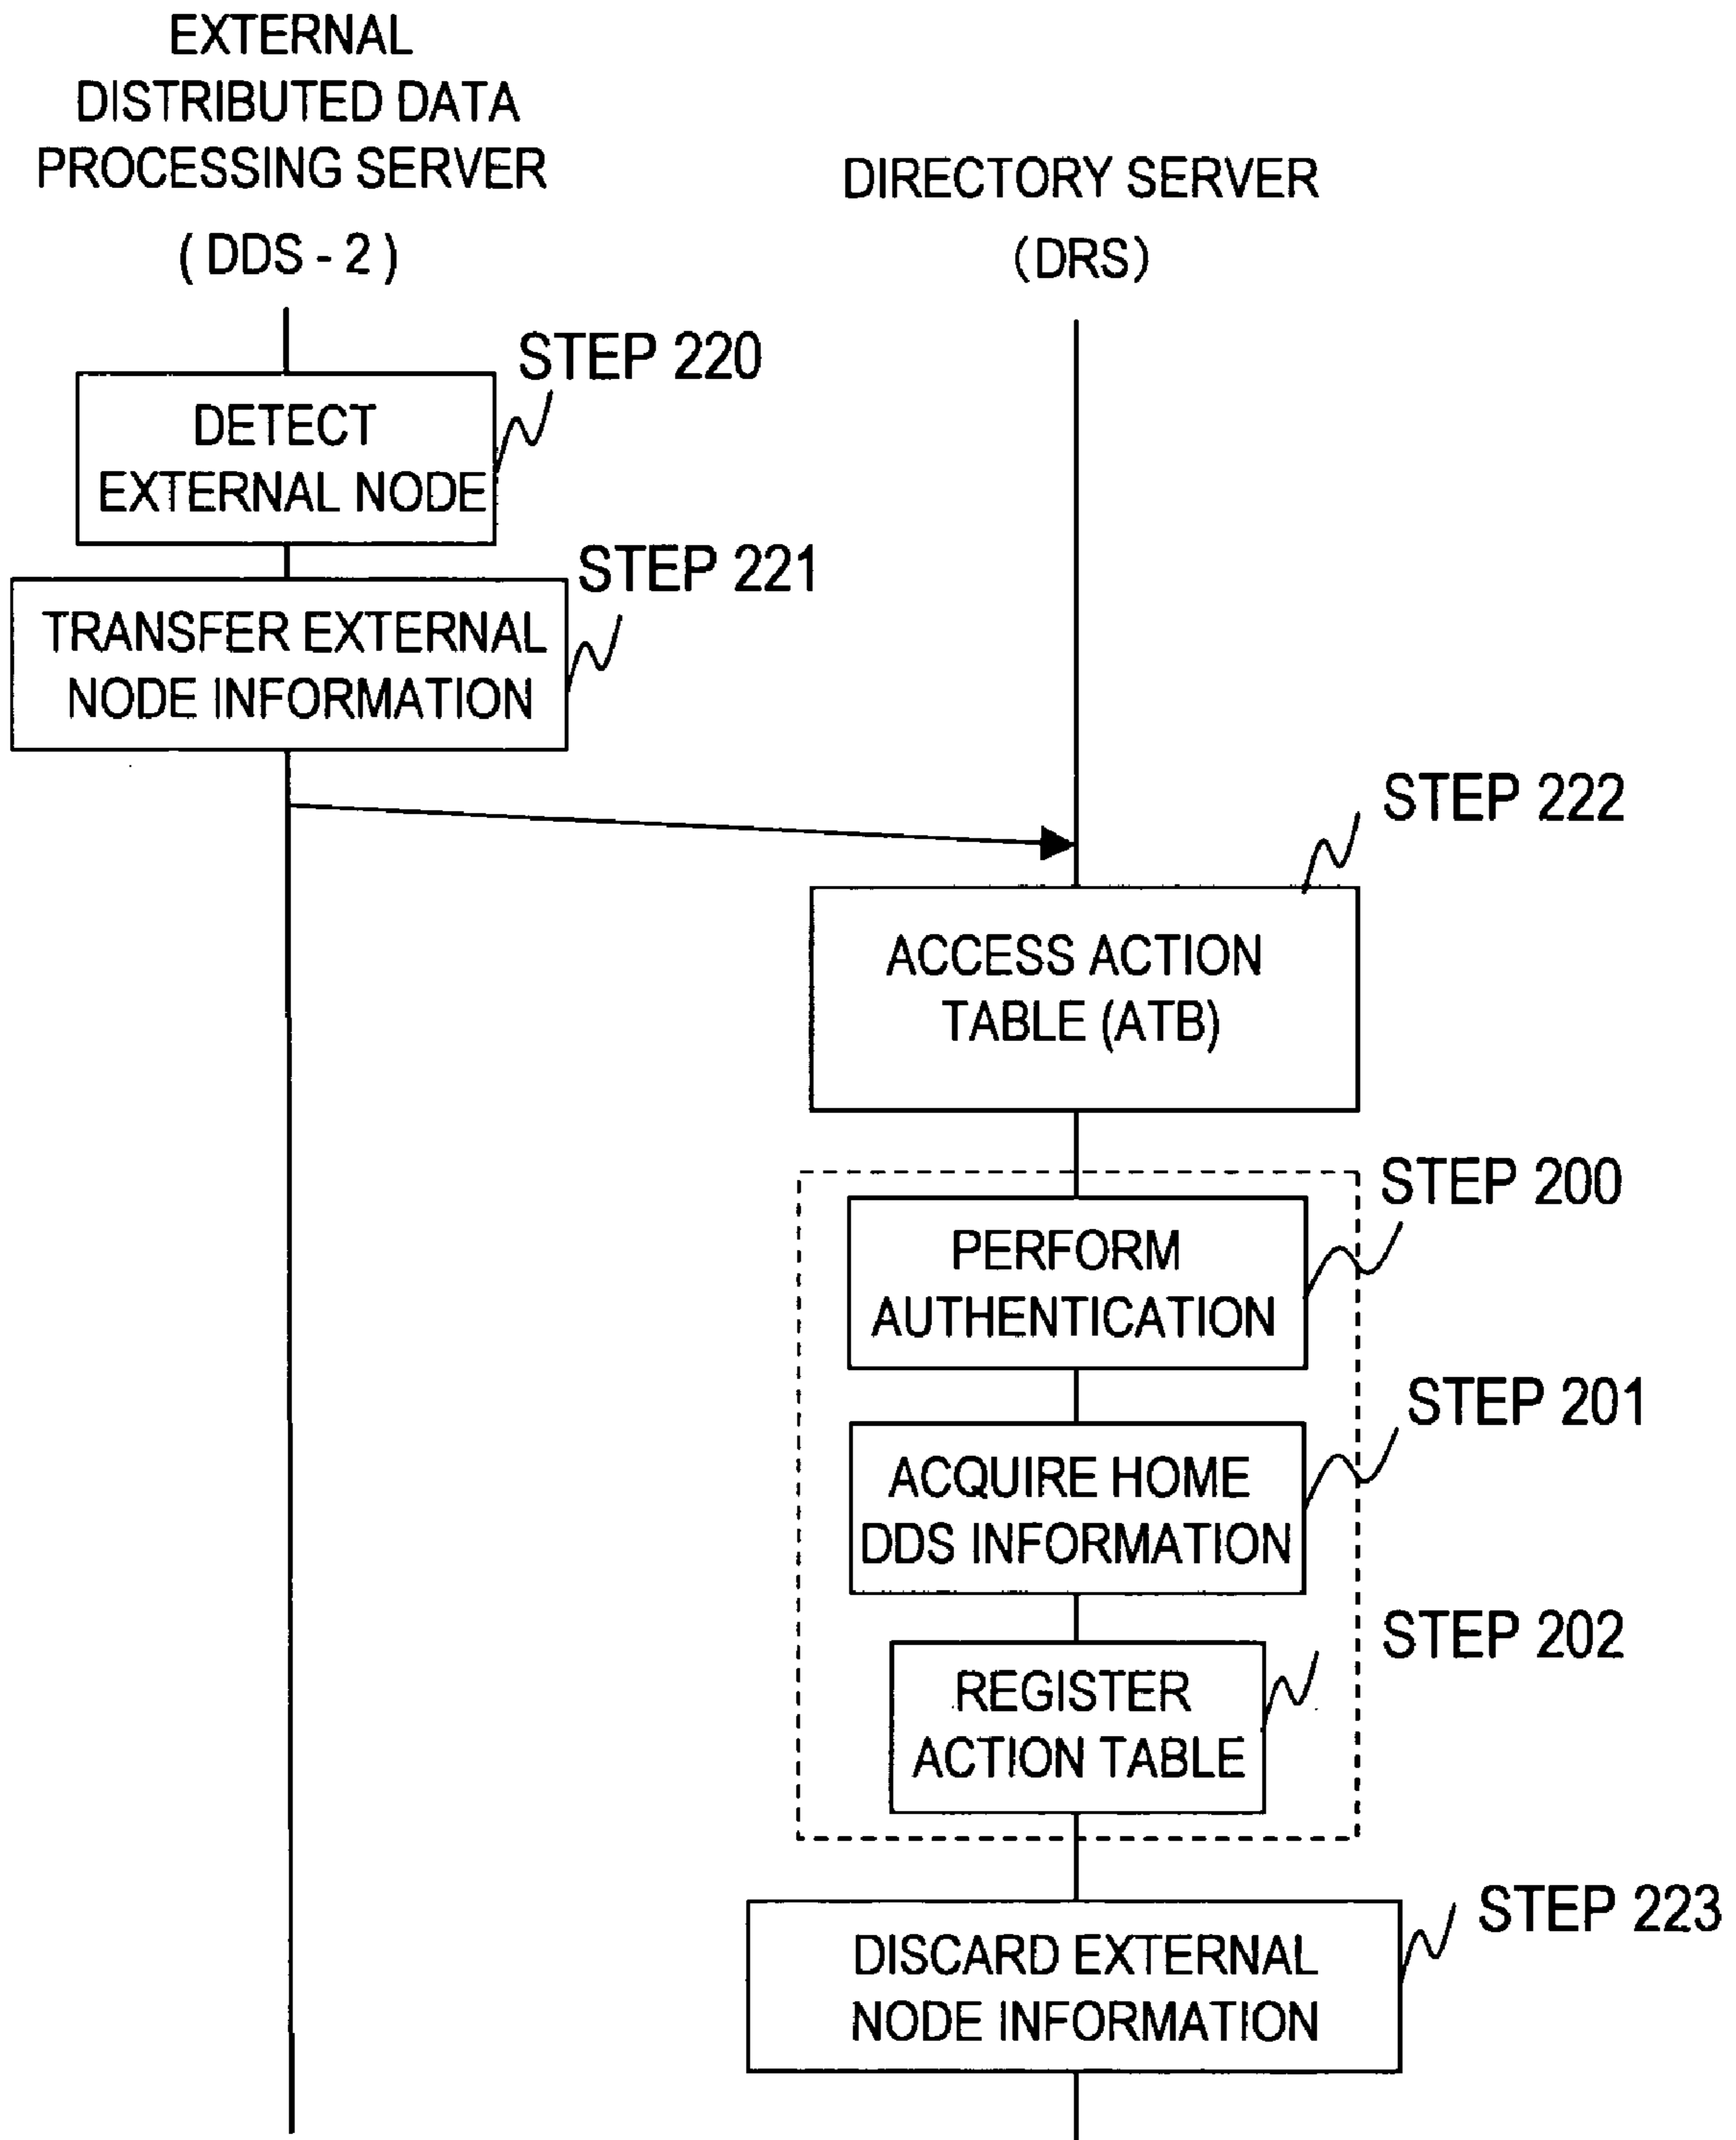 EXTERNAL
DISTRIBUTED DATA
PROCESSING SERVER
( DDS - 2 )
DIRECTORY SERVER
(DRS)
STEP 220
DETECT
EXTERNAL NODE
STEP 221
TRANSFER EXTERNAL
NODE INFORMATION
STEP 222
ACCESS ACTION
TABLE (ATB)
STEP 200
PERFORM
AUTHENTICATION
STEP 201
ACQUIRE HOME
DDS INFORMATION
STEP 202
REGISTER
ACTION TABLE
STEP 223
DISCARD EXTERNAL
NODE INFORMATION